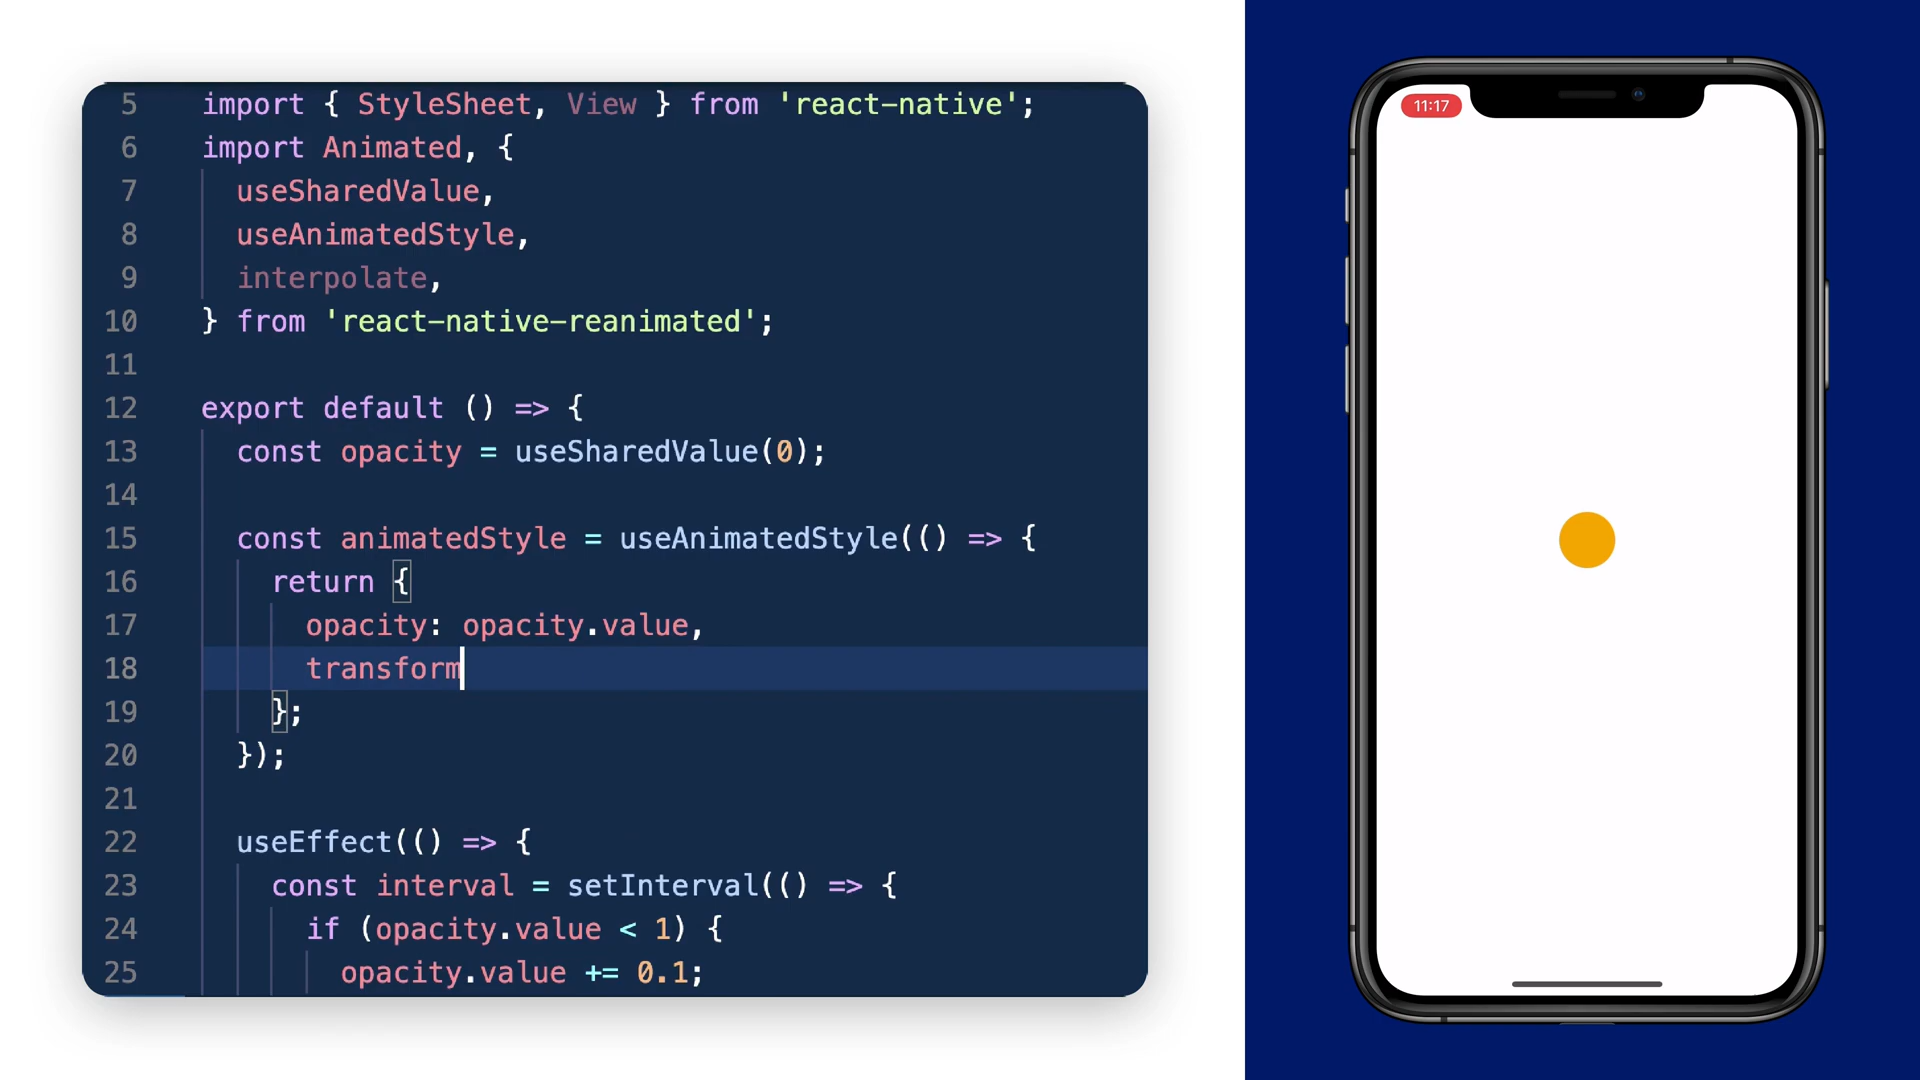 5 import { StyleSheet, View } from 'react-native';
6 import Animated, {
7 useSharedValue,
8 useAnimatedStyle,
9 interpolate,
10 } from 'react-native-reanimated';
11
12 export default () => {
13 const opacity = useSharedValue(0);
14
15 const animatedStyle = useAnimatedStyle(() => {
16 return {
17 opacity: opacity.value,
18 transform
19 };
20 });
21
22 useEffect(() => {
23 const interval = setInterval(() => {
24 if (opacity.value < 1) {
25 opacity.value += 0.1;
11:17